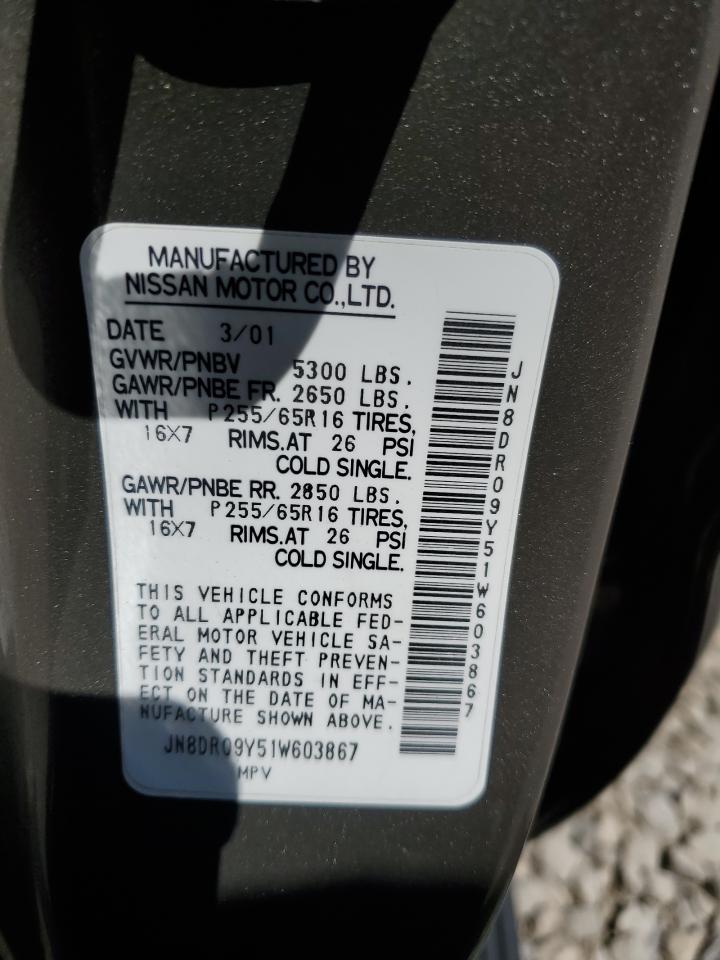 MANUFACTURED BY
NISSAN MOTOR CO.,LTD.
DATE 3/01
GVWR/PNBV 5300 LBS.
GAWR/PNBE FR. 2650 LBS.
WITH P255/65R16 TIRES,
16X7 RIMS.AT 26 PSI
COLD SINGLE.
GAWR/PNBE RR. 2850 LBS.
WITH P255/65R16 TIRES,
16X7 RIMS.AT 26 PSI
COLD SINGLE.
THIS VEHICLE CONFORMS
TO ALL APPLICABLE FED-
ERAL MOTOR VEHICLE SA-
FETY AND THEFT PREVEN-
TION STANDARDS IN EFF-
ECT ON THE DATE OF MA-
NUFACTURE SHOWN ABOVE.
JN8DR09Y51W603867
MPV
JN8DR09Y51W603867